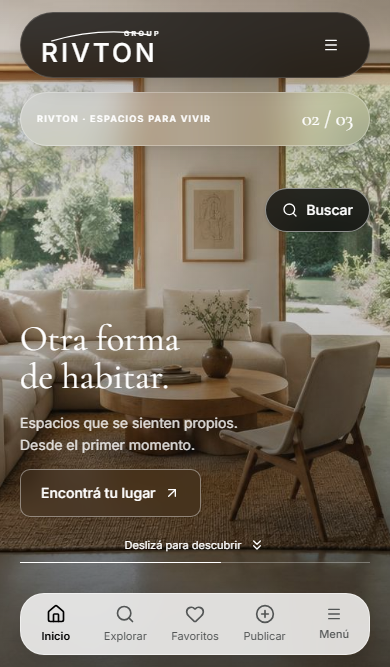 GROUP
RIVTON
RIVTON - ESPACIOS PARA VIVIR
02 / 03
Buscar
Otra forma
de habitar.
Espacios que se sienten propios.
Desde el primer momento.
Encontrá tu lugar
Deslizá para descubrir
Inicio
Explorar
Favoritos
Publicar
Menú